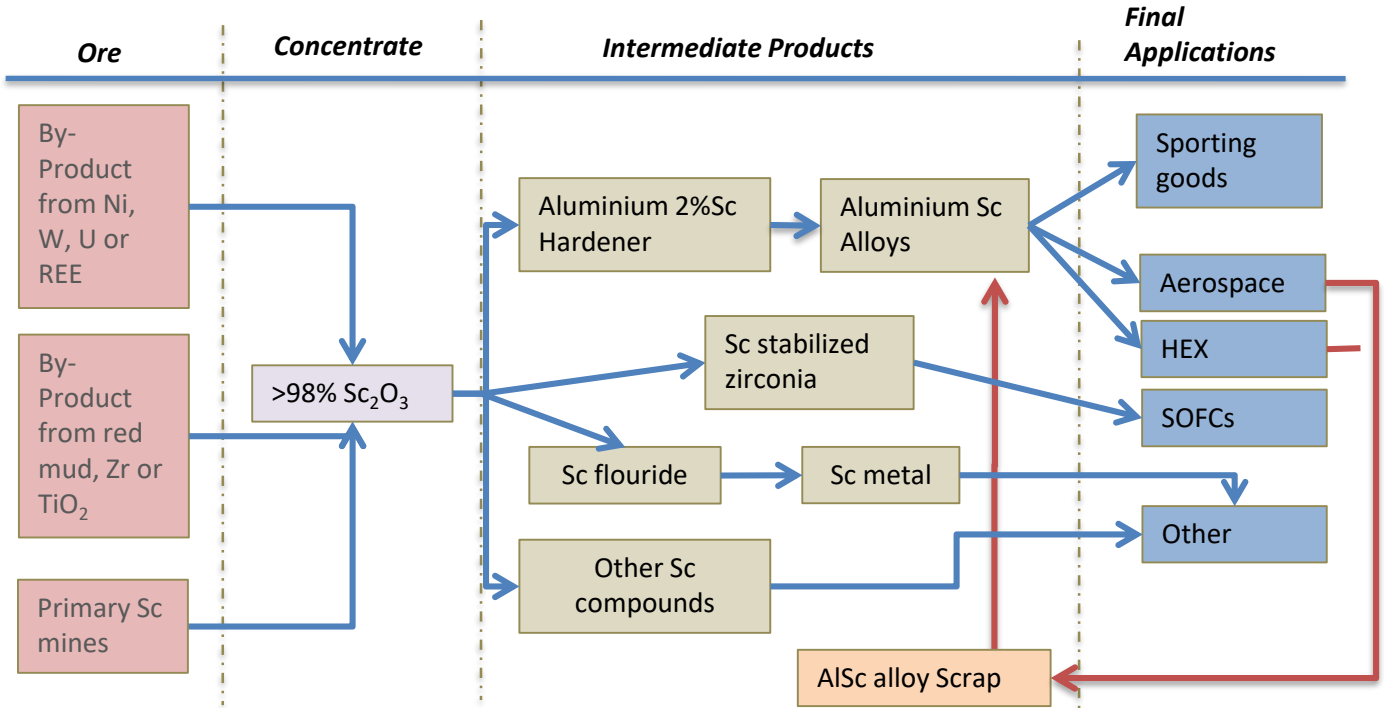 Ore
Concentrate
Intermediate Products
Final
Applications
By-
Product
from Ni,
W, U or
REE
By-
Product
from red
mud, Zr or
TiO₂
Primary Sc
mines
>98% Sc₂O₃
Aluminium 2%Sc
Hardener
Aluminium Sc
Alloys
Sc stabilized
zirconia
Sc flouride
Sc metal
Other Sc
compounds
AlSc alloy Scrap
Sporting
goods
Aerospace
HEX
SOFCs
Other